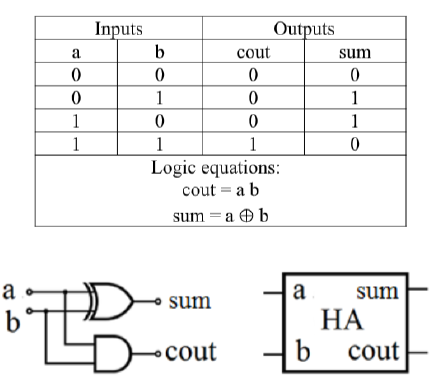 Inputs Outputs
a b cout sum
0 0 0 0
0 1 0 1
1 0 0 1
1 1 1 0
Logic equations:
cout = a b
sum = a ⊕ b
a sum
b cout
a sum
HA
b cout